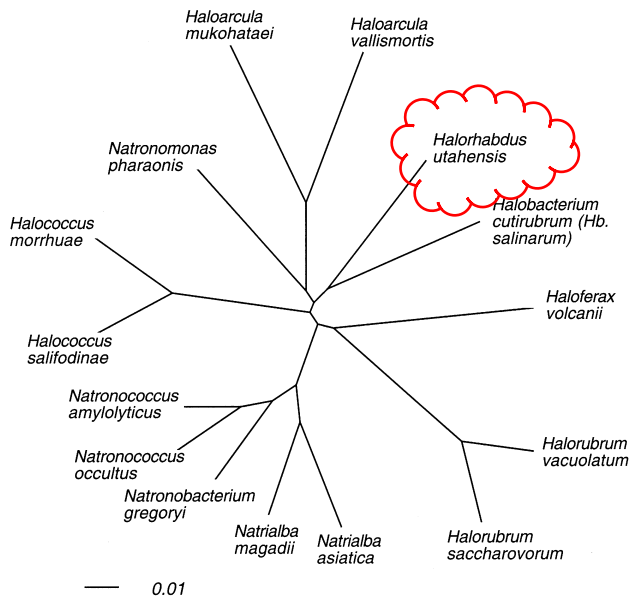 Haloarcula
mukohataei
Haloarcula
vallismortis
Natronomonas
pharaonis
Halorhabdus
utahensis
Halobacterium
cutirubrum (Hb.
salinarum)
Halococcus
morrhuae
Haloferax
volcanii
Halococcus
salifodinae
Natronococcus
amylolyticus
Natronococcus
occultus
Natronobacterium
gregoryi
Natrialba
magadii
Natrialba
asiatica
Halorubrum
vacuolatum
Halorubrum
saccharovorum
0.01